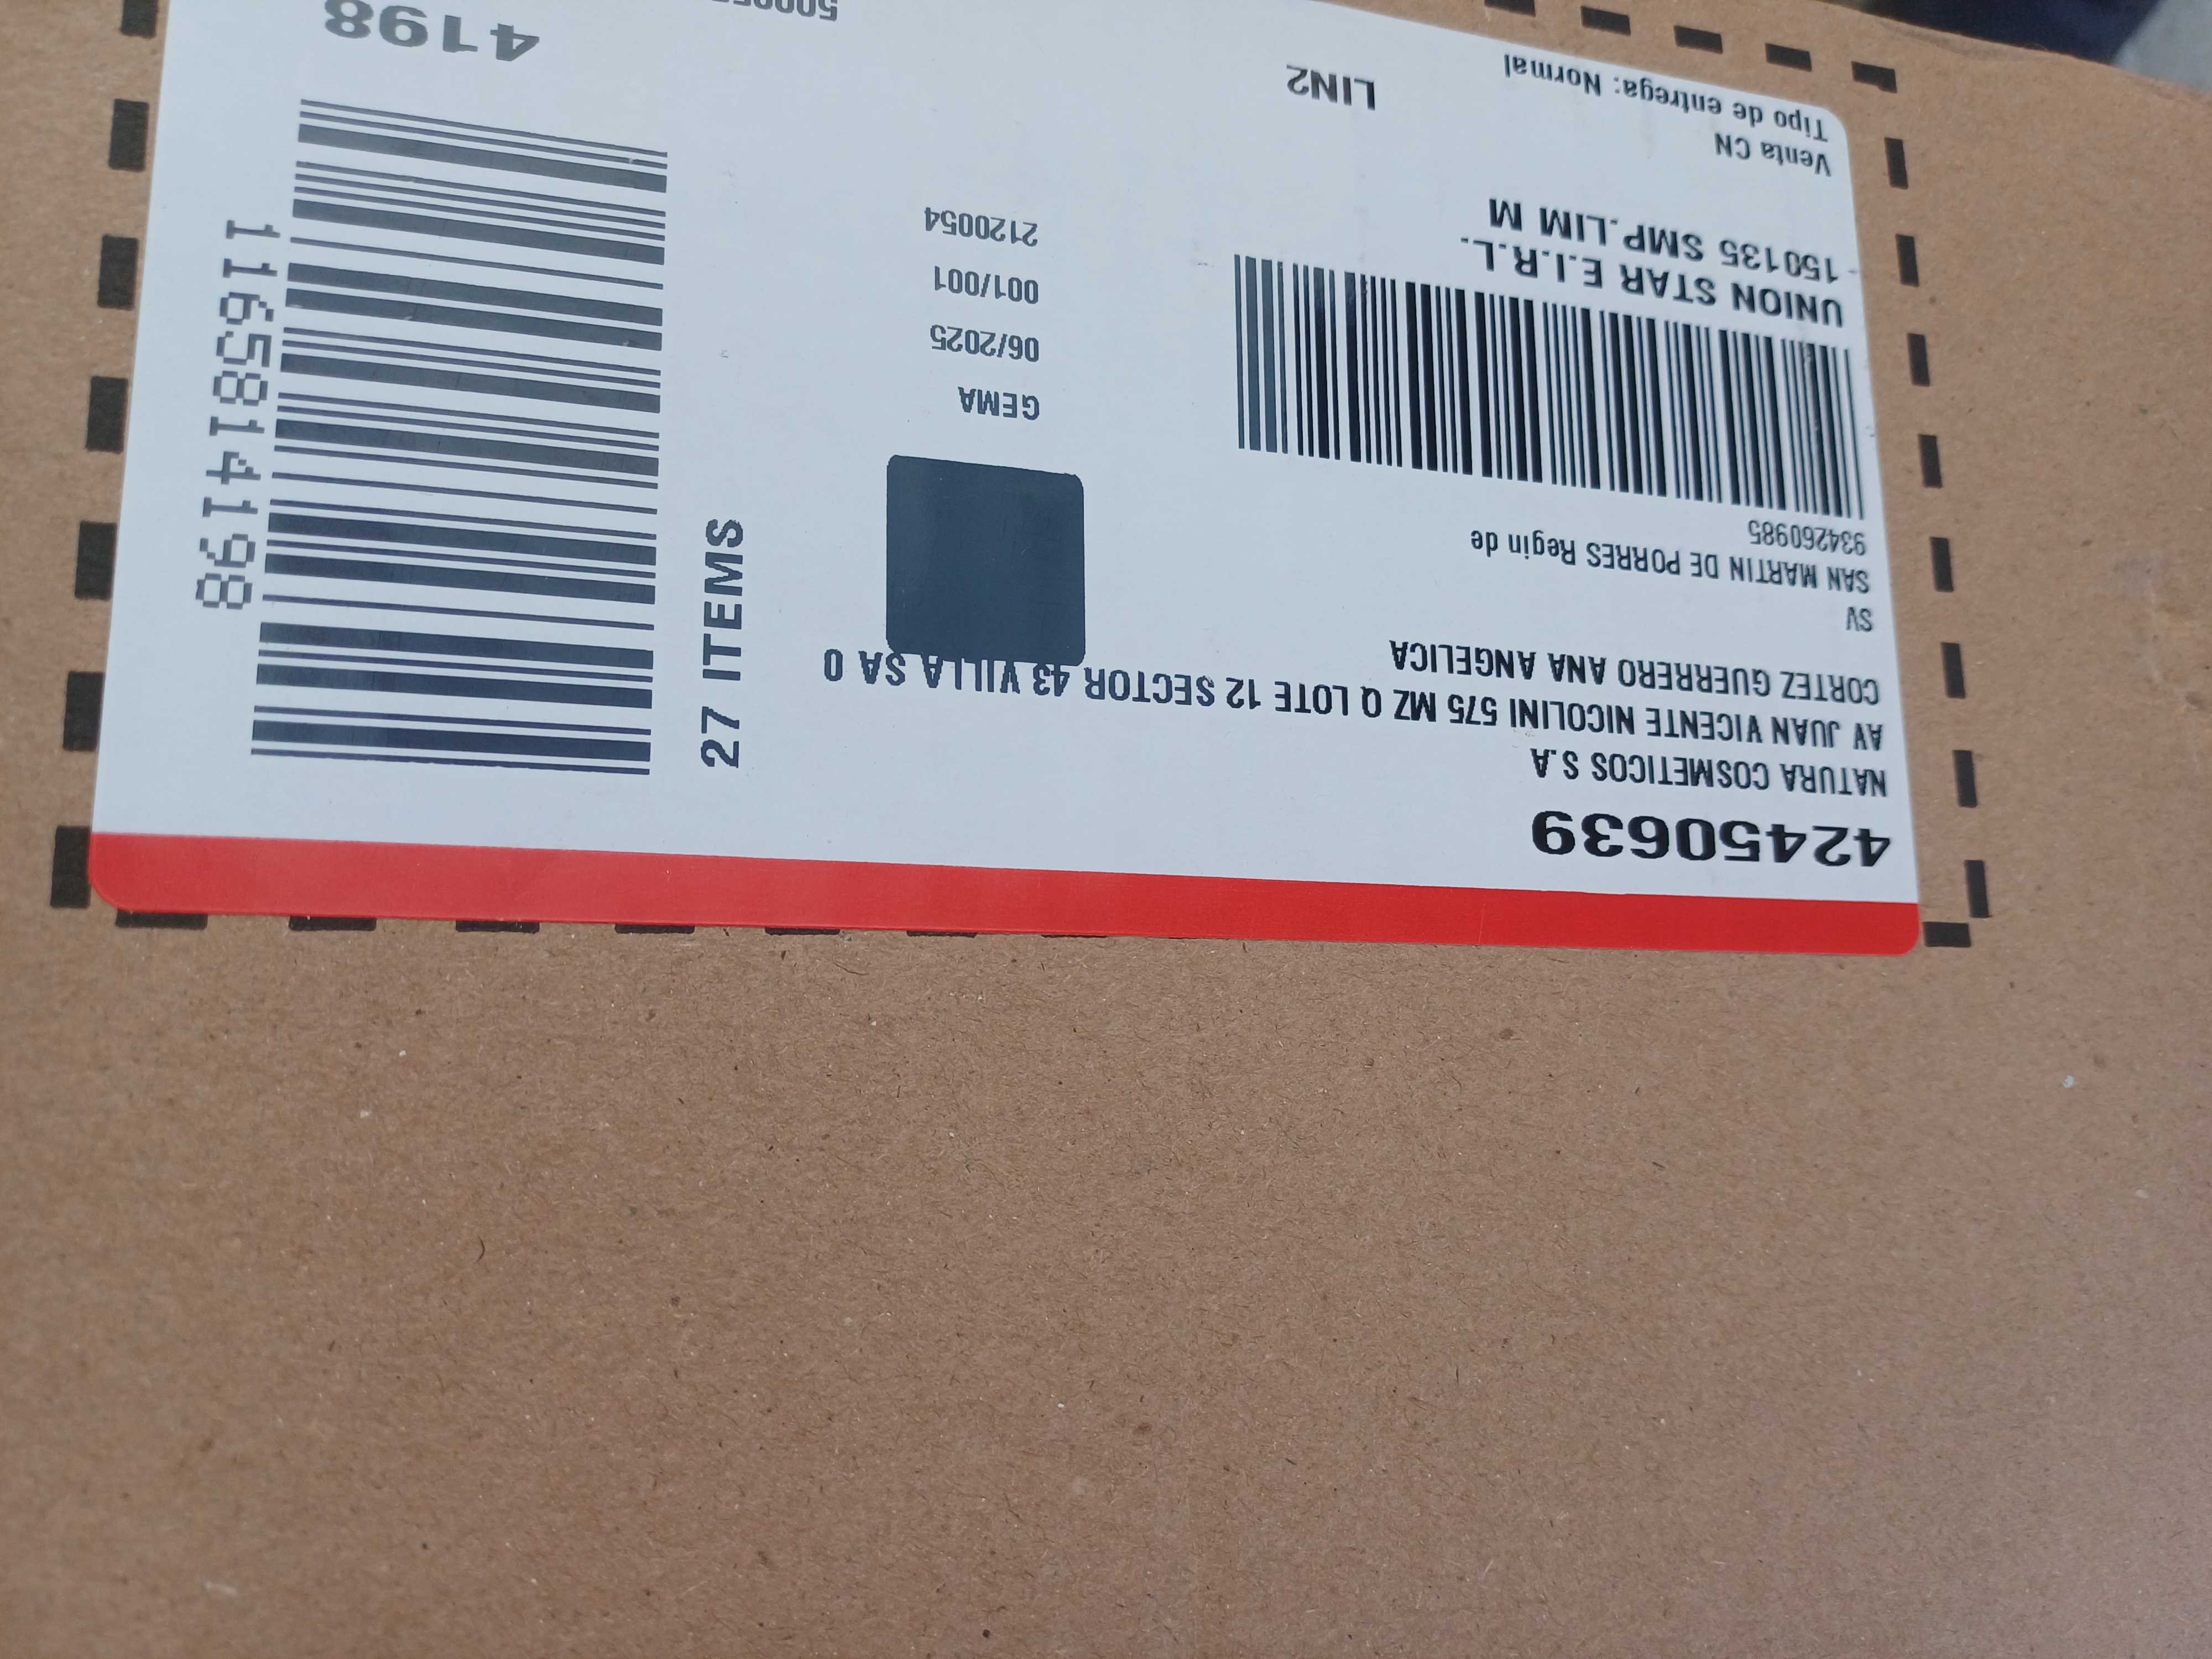 42450639
NATURA COSMETICOS S.A
AV JUAN VICENTE NICOLINI 575 MZ Q LOTE 12 SECTOR 43 VILLA SA 0
CORTEZ GUERRERO ANA ANGELICA
SV
SAN MARTIN DE PORRES Regin de
934260985
UNION STAR E.I.R.L.
150135 SMP.LIM M
Venta CN
Tipo de entrega: Normal
LIN2
GEMA
06/2025
001/001
2120054
27 ITEMS
1165814198
4198